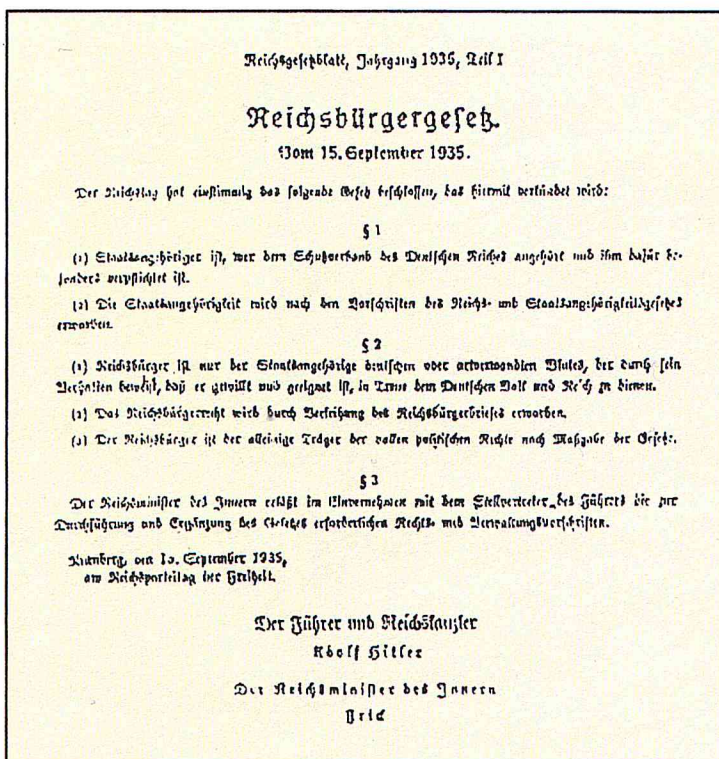 Reichsgesetzblatt, Jahrgang 1935, Teil I
Reichsbürgergesetz.
Vom 15. September 1935.
Der Reichstag hat einstimmig das folgende Gesetz beschlossen, das hiermit verkündet wird:
§ 1
(1) Staatsangehöriger ist, wer dem Schutzverband des Deutschen Reiches angehört und ihm dafür be-
sonders verpflichtet ist.
(2) Die Staatsangehörigkeit wird nach den Vorschriften des Reichs- und Staatsangehörigkeitsgesetzes
erworben.
§ 2
(1) Reichsbürger ist nur der Staatsangehörige deutschen oder artverwandten Blutes, der durch sein
Verhalten beweist, daß er gewillt und geeignet ist, in Treue dem Deutschen Volk und Reich zu dienen.
(2) Das Reichsbürgerrecht wird durch Verleihung des Reichsbürgerbriefes erworben.
(3) Der Reichsbürger ist der alleinige Träger der vollen politischen Rechte nach Maßgabe der Gesetze.
§ 3
Der Reichsminister des Innern erläßt im Einvernehmen mit dem Stellvertreter des Führers die zur
Durchführung und Ergänzung des Gesetzes erforderlichen Rechts- und Verwaltungsvorschriften.
Nürnberg, den 15. September 1935,
am Reichsparteitag der Freiheit.
Der Führer und Reichskanzler
Adolf Hitler
Der Reichsminister des Innern
Frick